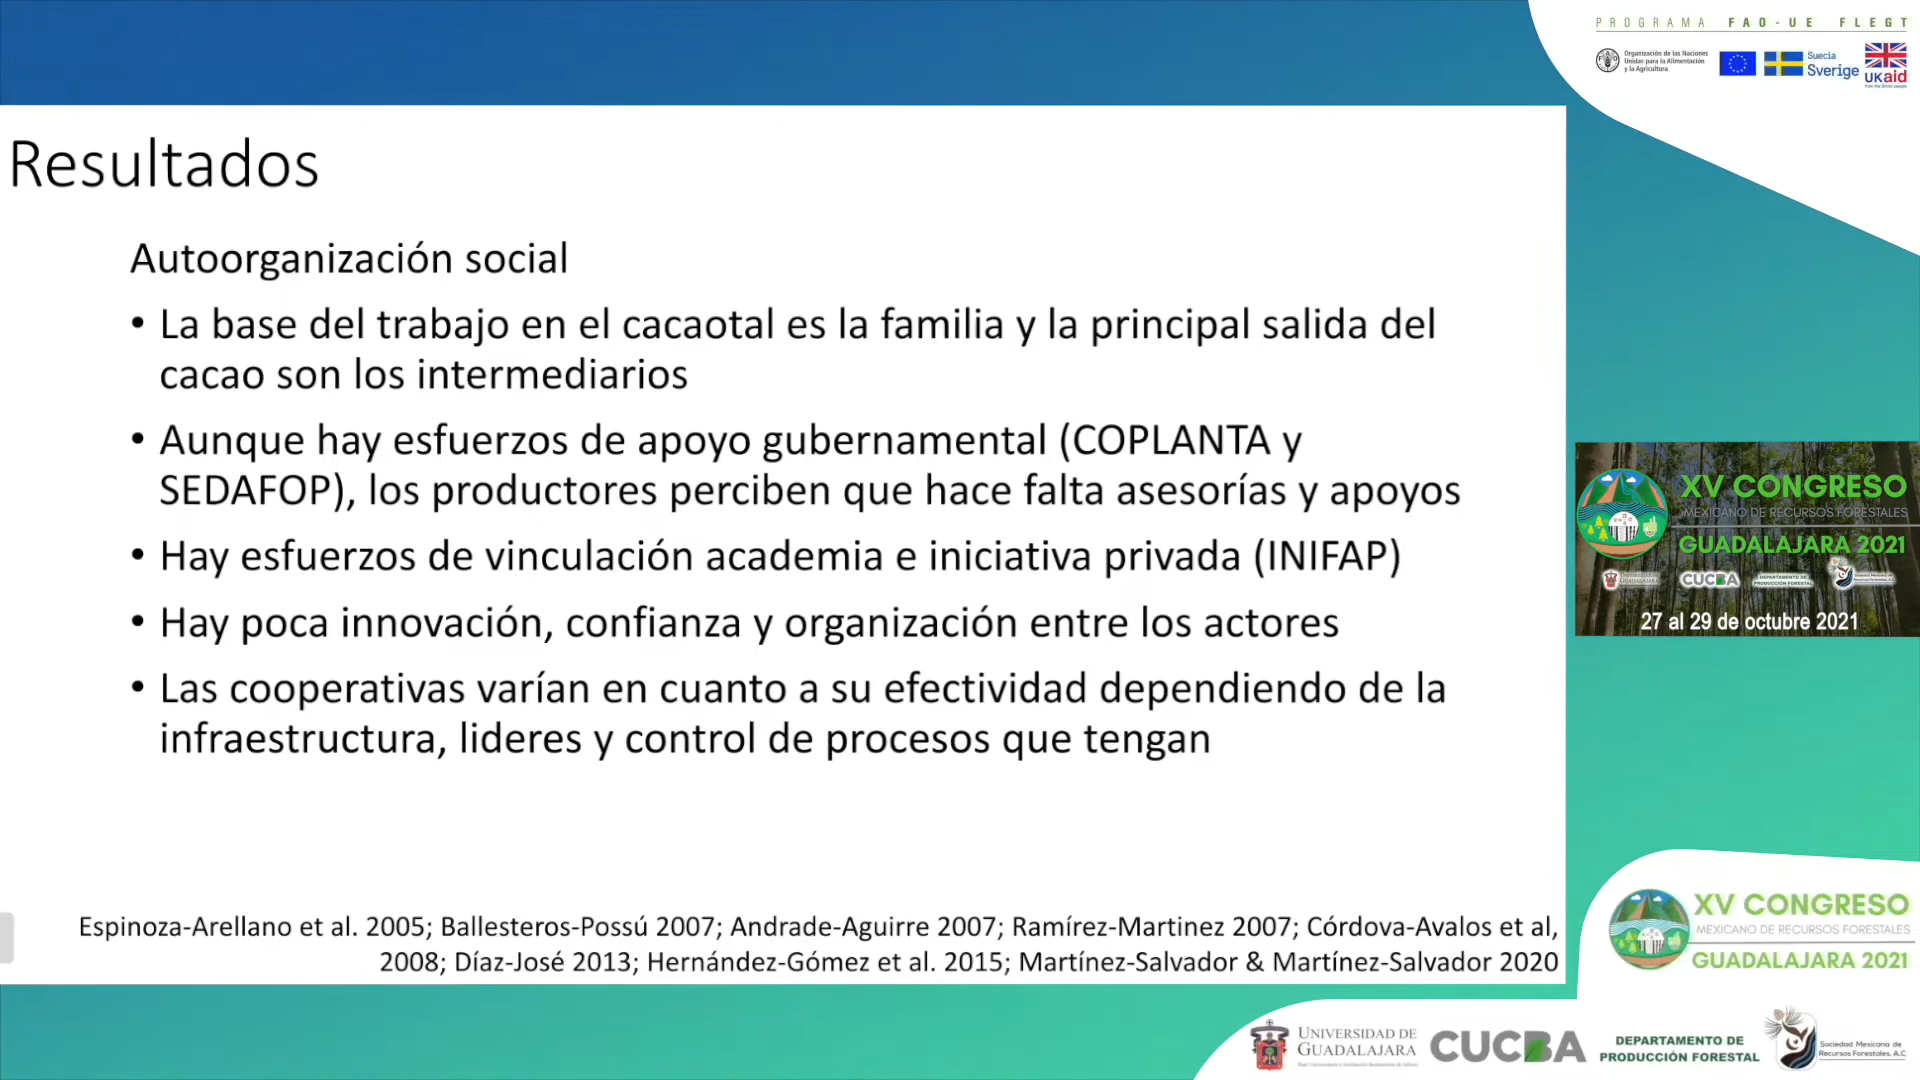 PROGRAMA FAO-UE FLEGT
Organización de las Naciones
Unidas para la Alimentación
y la Agricultura
Suecia
Sverige
UKaid
from the British people
Resultados
Autoorganización social
• La base del trabajo en el cacaotal es la familia y la principal salida del
cacao son los intermediarios
• Aunque hay esfuerzos de apoyo gubernamental (COPLANTA y
SEDAFOP), los productores perciben que hace falta asesorías y apoyos
• Hay esfuerzos de vinculación academia e iniciativa privada (INIFAP)
• Hay poca innovación, confianza y organización entre los actores
• Las cooperativas varían en cuanto a su efectividad dependiendo de la
infraestructura, lideres y control de procesos que tengan
Espinoza-Arellano et al. 2005; Ballesteros-Possú 2007; Andrade-Aguirre 2007; Ramírez-Martinez 2007; Córdova-Avalos et al,
2008; Díaz-José 2013; Hernández-Gómez et al. 2015; Martínez-Salvador & Martínez-Salvador 2020
XV CONGRESO
MEXICANO DE RECURSOS FORESTALES
GUADALAJARA 2021
CUCBA
DEPARTAMENTO DE
PRODUCCIÓN FORESTAL
27 al 29 de octubre 2021
XV CONGRESO
MEXICANO DE RECURSOS FORESTALES
GUADALAJARA 2021
UNIVERSIDAD DE
GUADALAJARA
CUCBA
DEPARTAMENTO DE
PRODUCCIÓN FORESTAL
Sociedad Mexicana de
Recursos Forestales, A.C.